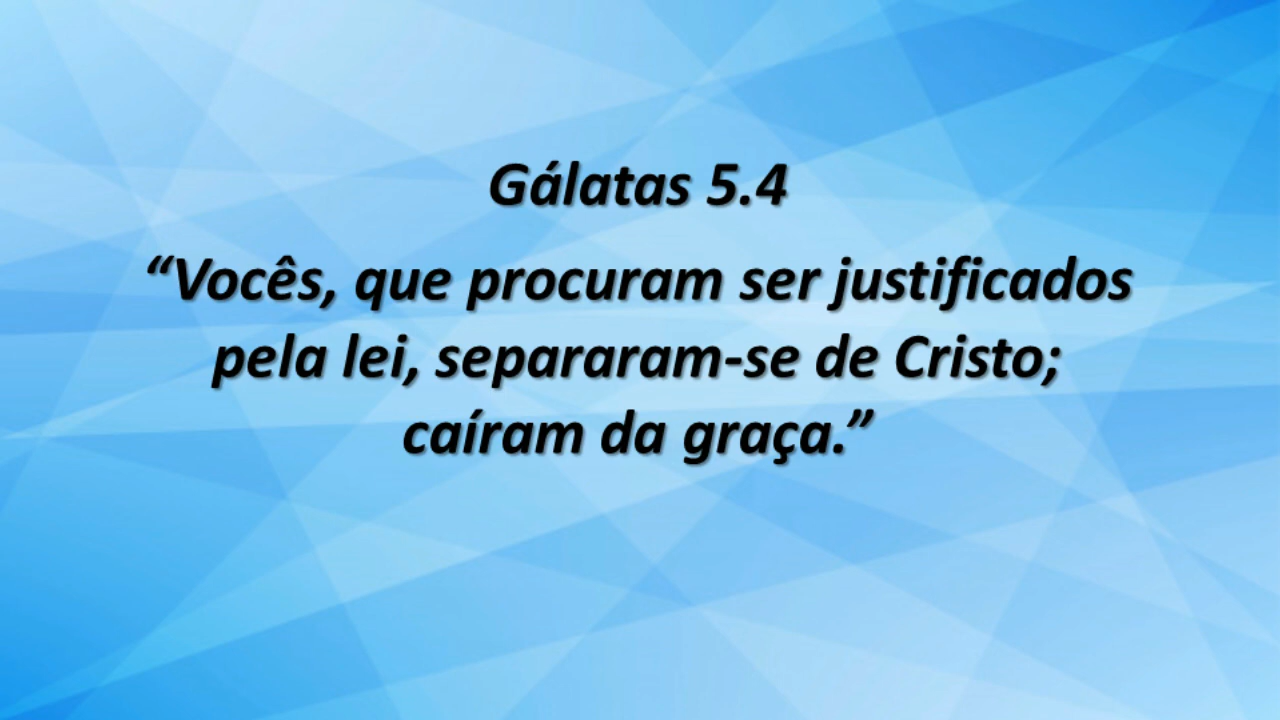 Gálatas 5.4
“Vocês, que procuram ser justificados
pela lei, separaram-se de Cristo;
caíram da graça.”